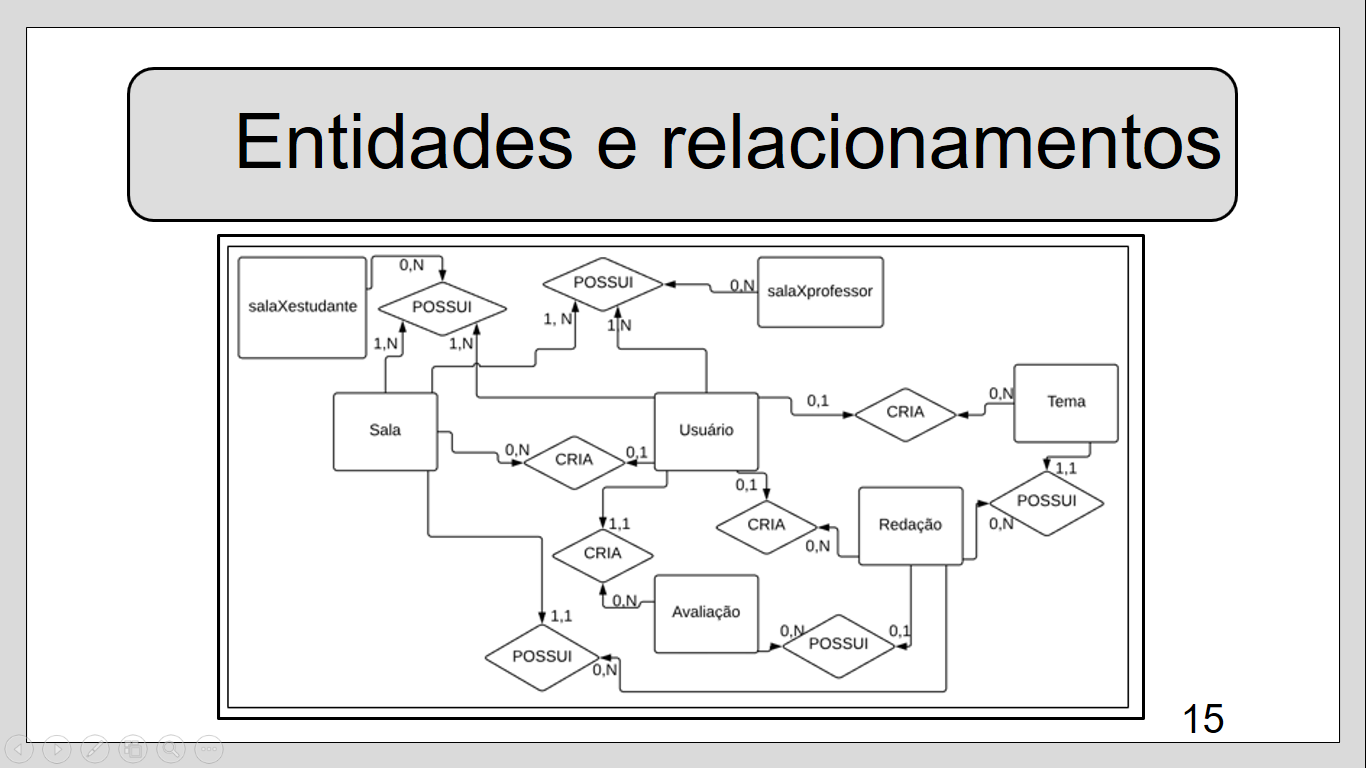 Entidades e relacionamentos
salaXestudante
0,N
POSSUI
1,N
1,N
POSSUI
1, N
1,N
0,N
salaXprofessor
Sala
Usuário
0,1
CRIA
0,N
Tema
0,N
CRIA
0,1
1,1
POSSUI
0,N
0,1
CRIA
0,N
Redação
1,1
CRIA
0,N
Avaliação
0,N
POSSUI
0,1
1,1
POSSUI
0,N
15